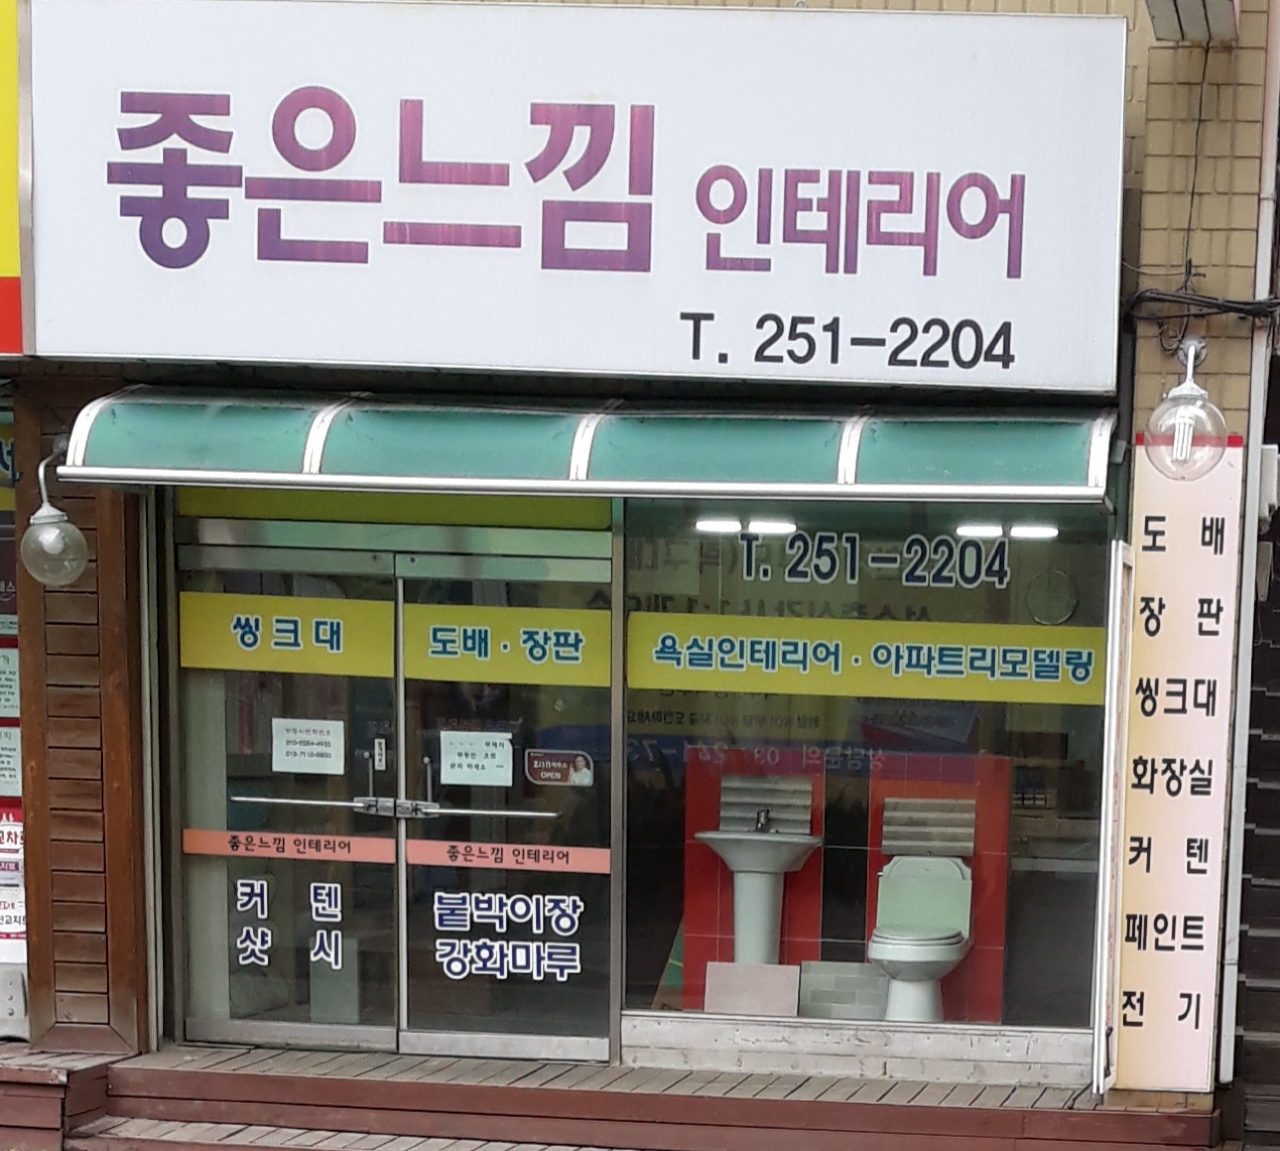 좋은느낌 인테리어
T. 251-2204
T. 251-2204
씽크대
도배 · 장판
욕실인테리어 · 아파트리모델링
OPEN
좋은느낌 인테리어
좋은느낌 인테리어
커텐
샷시
붙박이장
강화마루
도배
장판
씽크대
화장실
커텐
페인트
전기